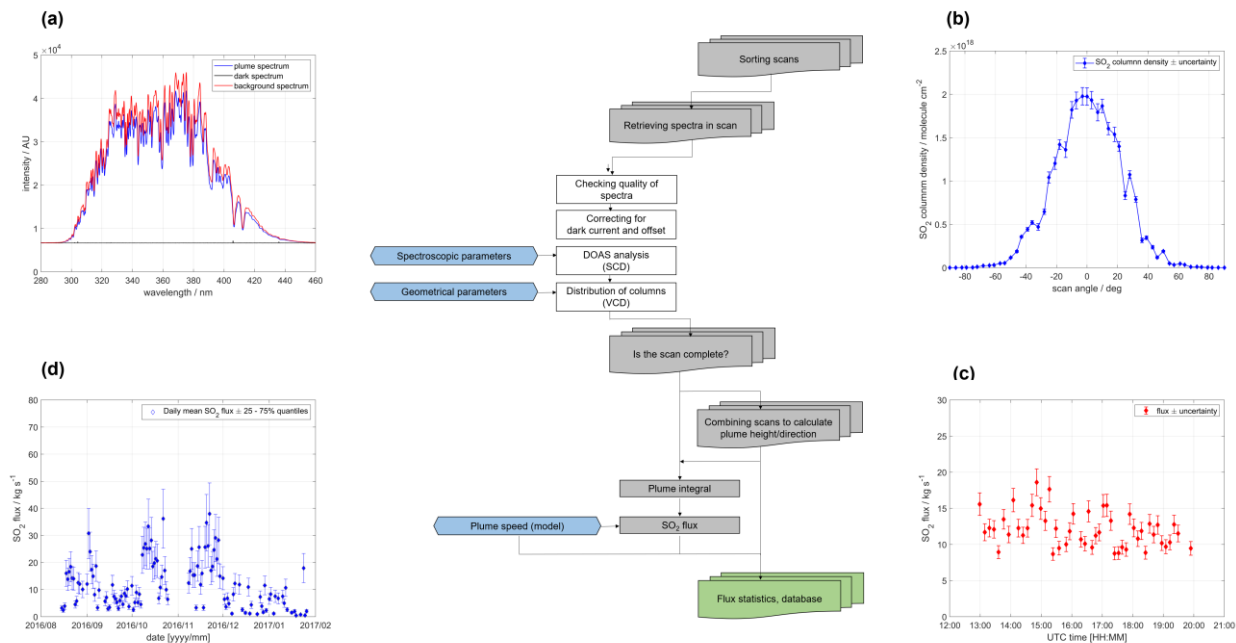 (a)
×10⁴
5
4
3
2
1
0
intensity / AU
plume spectrum
dark spectrum
background spectrum
280 300 320 340 360 380 400 420 440 460
wavelength / nm
Sorting scans
Retrieving spectra in scan
Checking quality of
spectra
Correcting for
dark current and offset
Spectroscopic parameters
DOAS analysis
(SCD)
Geometrical parameters
Distribution of columns
(VCD)
Is the scan complete?
Combining scans to calculate
plume height/direction
Plume integral
Plume speed (model)
SO₂ flux
Flux statistics, database
(b)
×10¹⁸
2.5
2
1.5
1
0.5
0
SO₂ columnn density / molecule cm⁻²
SO₂ columnn density ± uncertainty
-80 -60 -40 -20 0 20 40 60 80
scan angle / deg
(d)
80
70
60
50
40
30
20
10
0
SO₂ flux / kg s⁻¹
Daily mean SO₂ flux ± 25 - 75% quantiles
2016/08 2016/09 2016/10 2016/11 2016/12 2017/01 2017/02
date [yyyy/mm]
(c)
30
25
20
15
10
5
0
SO₂ flux / kg s⁻¹
flux ± uncertainty
12:00 13:00 14:00 15:00 16:00 17:00 18:00 19:00 20:00 21:00
UTC time [HH:MM]